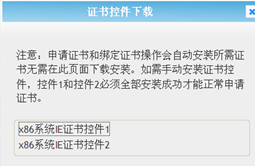 证书控件下载
注意：申请证书和绑定证书操作会自动安装所需证
书无需在此页面下载安装。如需手动安装证书控
件，控件1和控件2必须全部安装成功才能正常申请
证书。
x86系统IE证书控件1
x86系统IE证书控件2